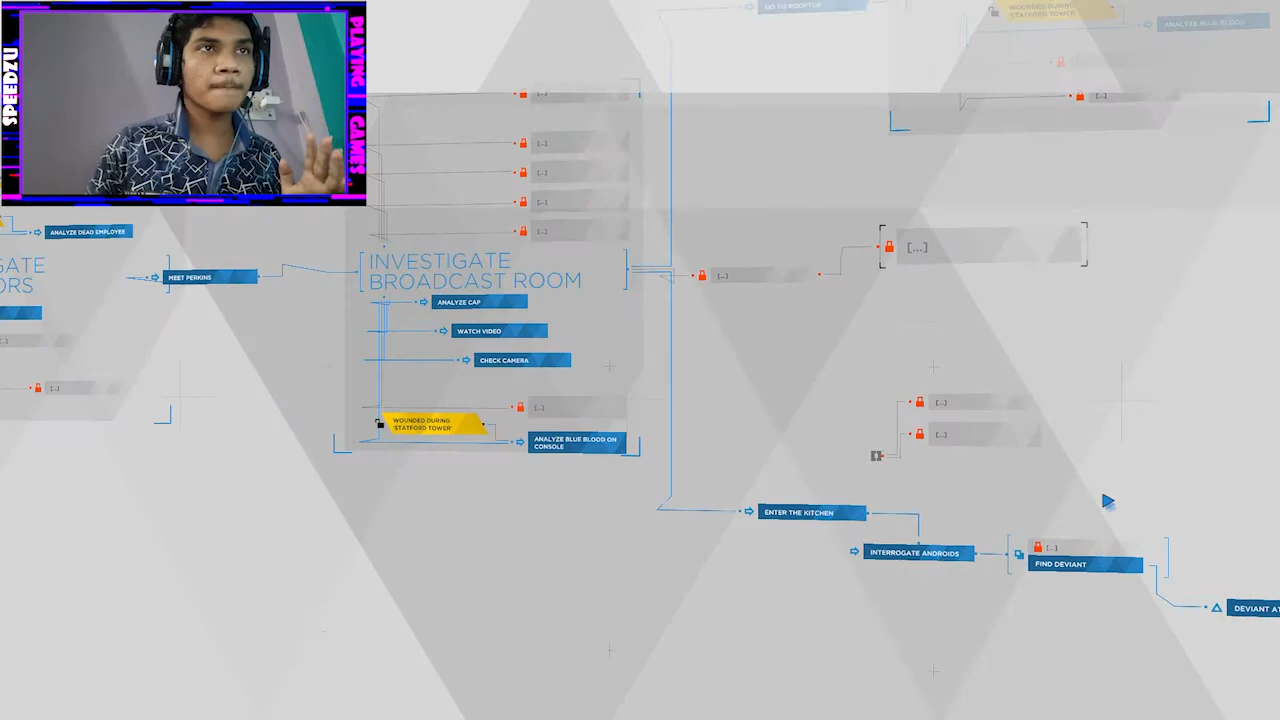 SPEEDZU
PLAYING GAMES
GO TO ROOFTOP
WOUNDED DURING
'STATFORD TOWER'
ANALYZE BLUE BLOOD
[...]
[...]
[...]
[...]
[...]
[...]
ANALYZE DEAD EMPLOYEE
GATE
ORS
MEET PERKINS
INVESTIGATE
BROADCAST ROOM
[...]
[...]
ANALYZE CAP
WATCH VIDEO
CHECK CAMERA
[...]
[...]
[...]
WOUNDED DURING
'STATFORD TOWER'
ANALYZE BLUE BLOOD ON
CONSOLE
[...]
[...]
ENTER THE KITCHEN
INTERROGATE ANDROIDS
[...]
FIND DEVIANT
DEVIANT AT